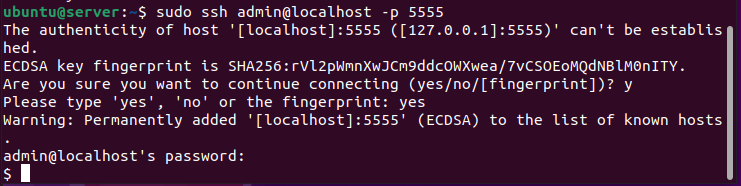 ubuntu@server:~$ sudo ssh admin@localhost -p 5555
The authenticity of host '[localhost]:5555 ([127.0.0.1]:5555)' can't be establis
hed.
ECDSA key fingerprint is SHA256:rVl2pWmnXwJCm9ddcOWXwea/7vCSOEoMQdNBlM0nITY.
Are you sure you want to continue connecting (yes/no/[fingerprint])? y
Please type 'yes', 'no' or the fingerprint: yes
Warning: Permanently added '[localhost]:5555' (ECDSA) to the list of known hosts
.
admin@localhost's password:
$